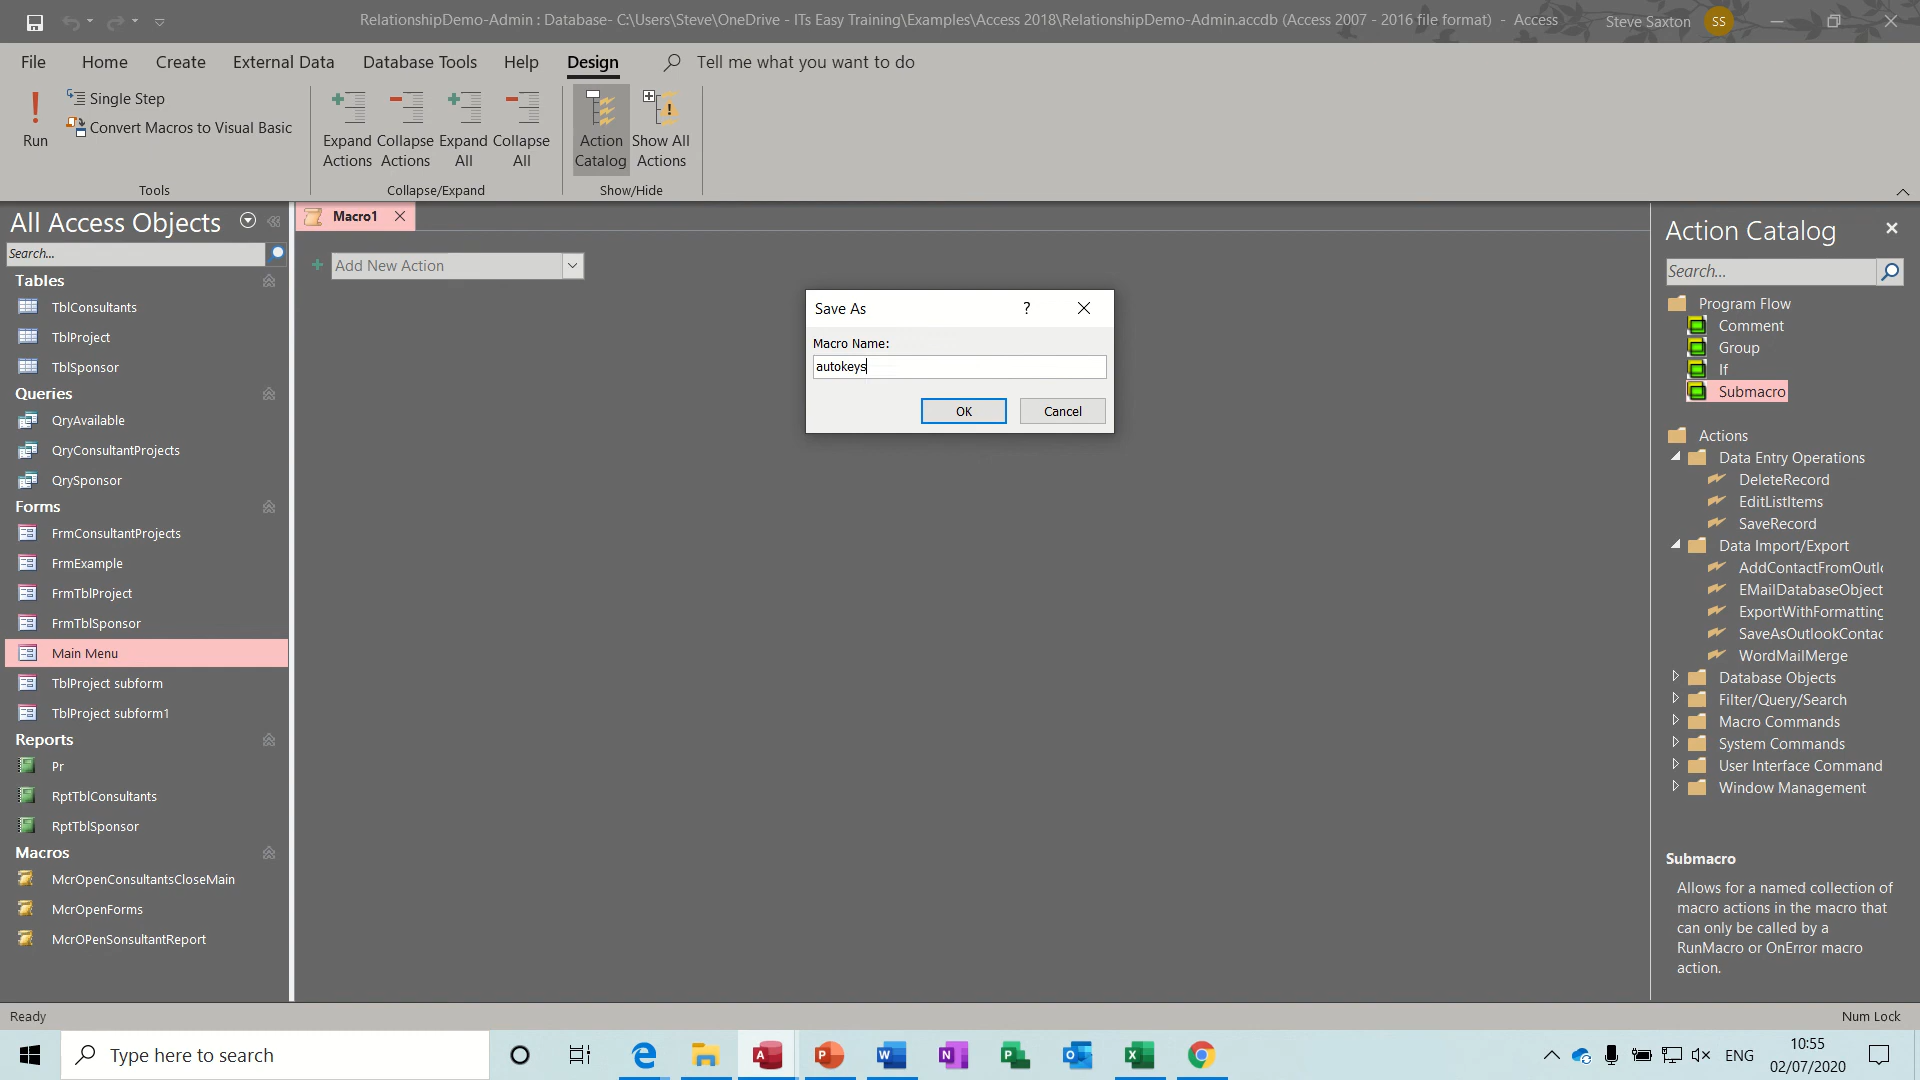 RelationshipDemo-Admin : Database- C:\Users\Steve\OneDrive - ITs Easy Training\Examples\Access 2018\RelationshipDemo-Admin.accdb (Access 2007 - 2016 file format) - Access
Steve Saxton SS
File Home Create External Data Database Tools Help Design Tell me what you want to do
Run
Single Step
Convert Macros to Visual Basic
Tools
Expand Actions
Collapse Actions
Expand All
Collapse All
Collapse/Expand
Action Catalog
Show All Actions
Show/Hide
All Access Objects
Search...
Tables
TblConsultants
TblProject
TblSponsor
Queries
QryAvailable
QryConsultantProjects
QrySponsor
Forms
FrmConsultantProjects
FrmExample
FrmTblProject
FrmTblSponsor
Main Menu
TblProject subform
TblProject subform1
Reports
Pr
RptTblConsultants
RptTblSponsor
Macros
McrOpenConsultantsCloseMain
McrOpenForms
McrOPenSonsultantReport
Macro1
Add New Action
Save As
?
Macro Name:
autokeys
OK Cancel
Action Catalog
Search...
Program Flow
Comment
Group
If
Submacro
Actions
Data Entry Operations
DeleteRecord
EditListItems
SaveRecord
Data Import/Export
AddContactFromOutl
EMailDatabaseObject
ExportWithFormatting
SaveAsOutlookContac
WordMailMerge
Database Objects
Filter/Query/Search
Macro Commands
System Commands
User Interface Command
Window Management
Submacro
Allows for a named collection of
macro actions in the macro that
can only be called by a
RunMacro or OnError macro
action.
Ready
Num Lock
Type here to search
ENG
10:55
02/07/2020